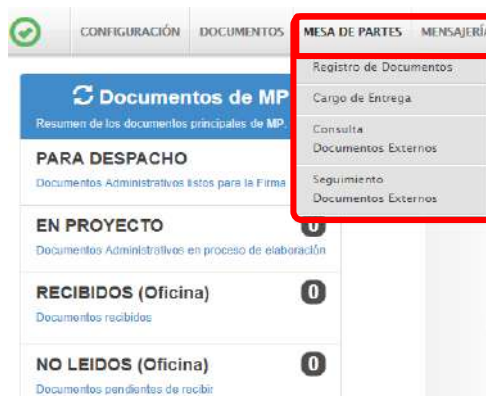 CONFIGURACIÓN DOCUMENTOS MESA DE PARTES MENSAJERÍA
Registro de Documentos
Cargo de Entrega
Consulta
Documentos Externos
Seguimiento
Documentos Externos
Documentos de MP
Resumen de los documentos principales de MP.
PARA DESPACHO
Documentos Administrativos listos para la Firma
EN PROYECTO 0
Documentos Administrativos en proceso de elaboración
RECIBIDOS (Oficina) 0
Documentos recibidos
NO LEIDOS (Oficina) 0
Documentos pendientes de recibir